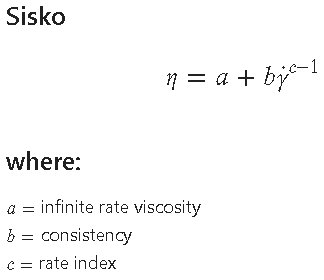 Sisko
η = a + bγ̇ᶜ⁻¹
where:
a = infinite rate viscosity
b = consistency
c = rate index